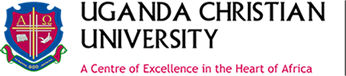 Α Ω
UGANDA CHRISTIAN
UNIVERSITY
A Centre of Excellence in the Heart of Africa